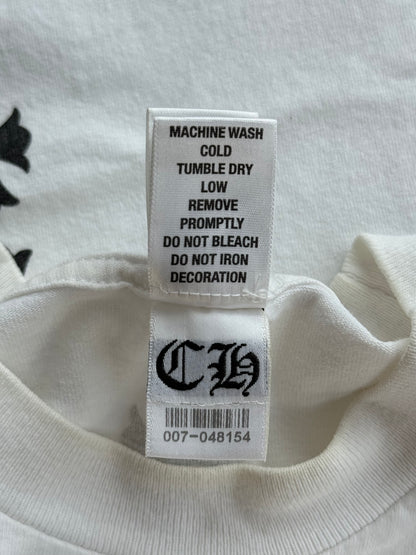 MACHINE WASH
COLD
TUMBLE DRY
LOW
REMOVE
PROMPTLY
DO NOT BLEACH
DO NOT IRON
DECORATION
CH
007-048154